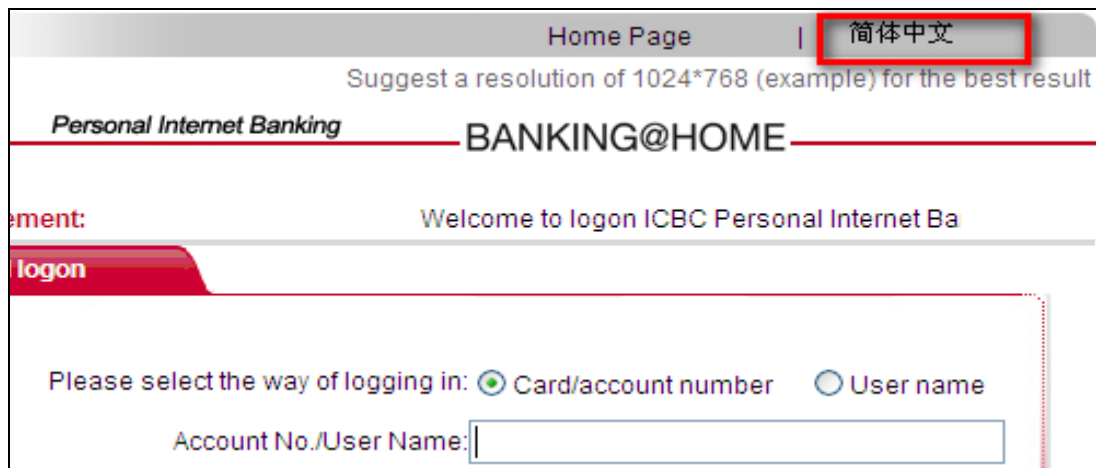 Home Page | 简体中文
Suggest a resolution of 1024*768 (example) for the best result
Personal Internet Banking BANKING@HOME
ement: Welcome to logon ICBC Personal Internet Ba
logon
Please select the way of logging in: Card/account number User name
Account No./User Name: